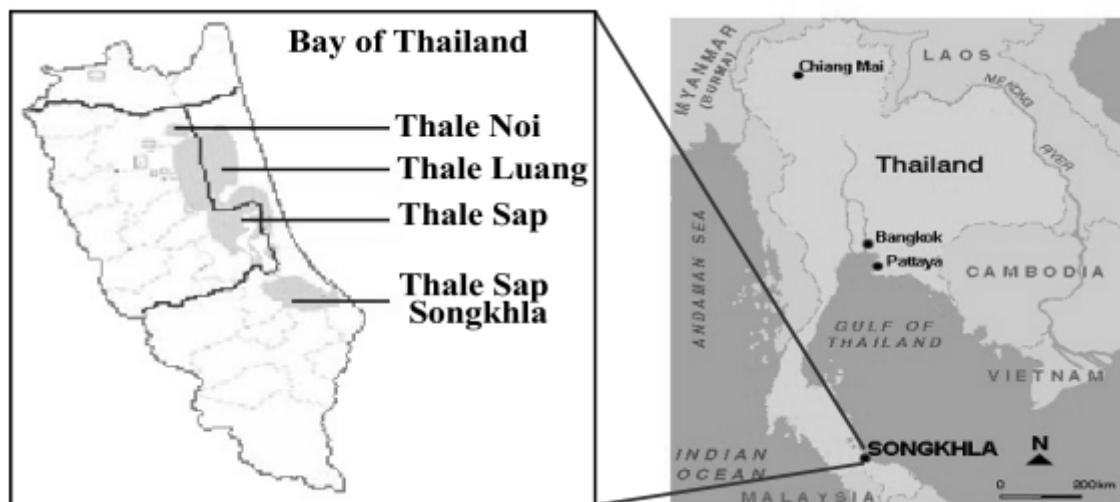 Bay of Thailand
Thale Noi
Thale Luang
Thale Sap
Thale Sap
Songkhla
MYANMAR
(BURMA)
LAOS
Chiang Mai
MEKONG
RIVER
Thailand
Bangkok
Pattaya
CAMBODIA
ANDAMAN SEA
GULF OF
THAILAND
VIETNAM
SONGKHLA
N
INDIAN
OCEAN
MALAYSIA
0 200km